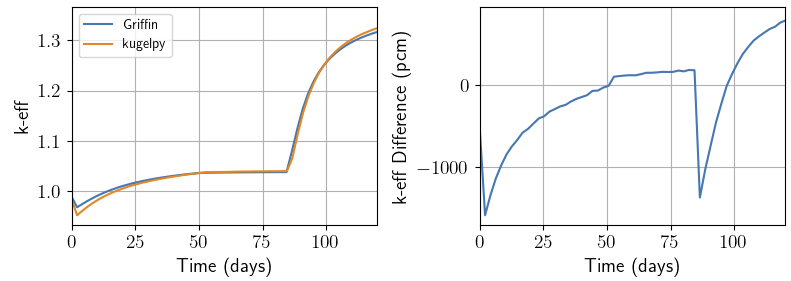 k-eff
1.3
1.2
1.1
1.0
Griffin
kugelpy
0 25 50 75 100
Time (days)
k-eff Difference (pcm)
0
−1000
0 25 50 75 100
Time (days)